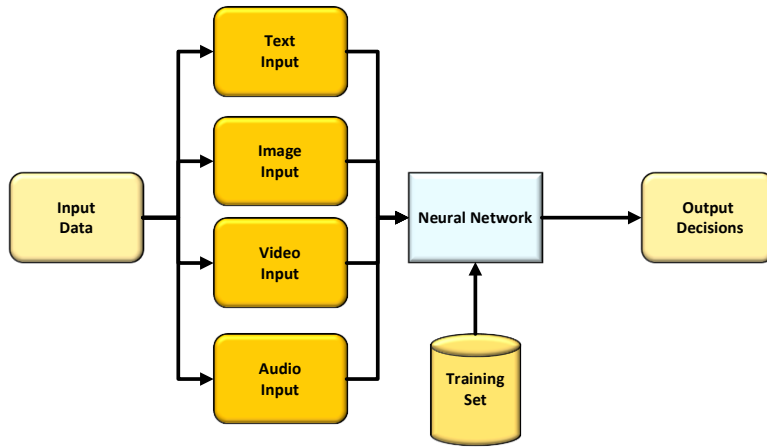 Text
Input
Image
Input
Input
Data
Neural Network
Output
Decisions
Video
Input
Audio
Input
Training
Set